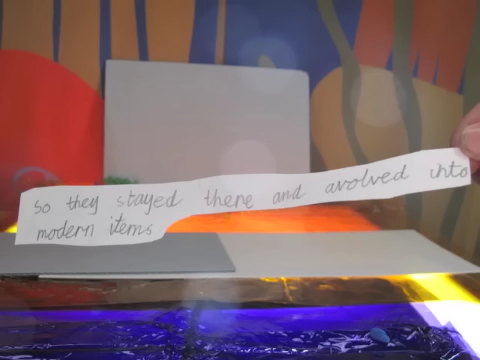 So they stayed there and avolved into
modern items